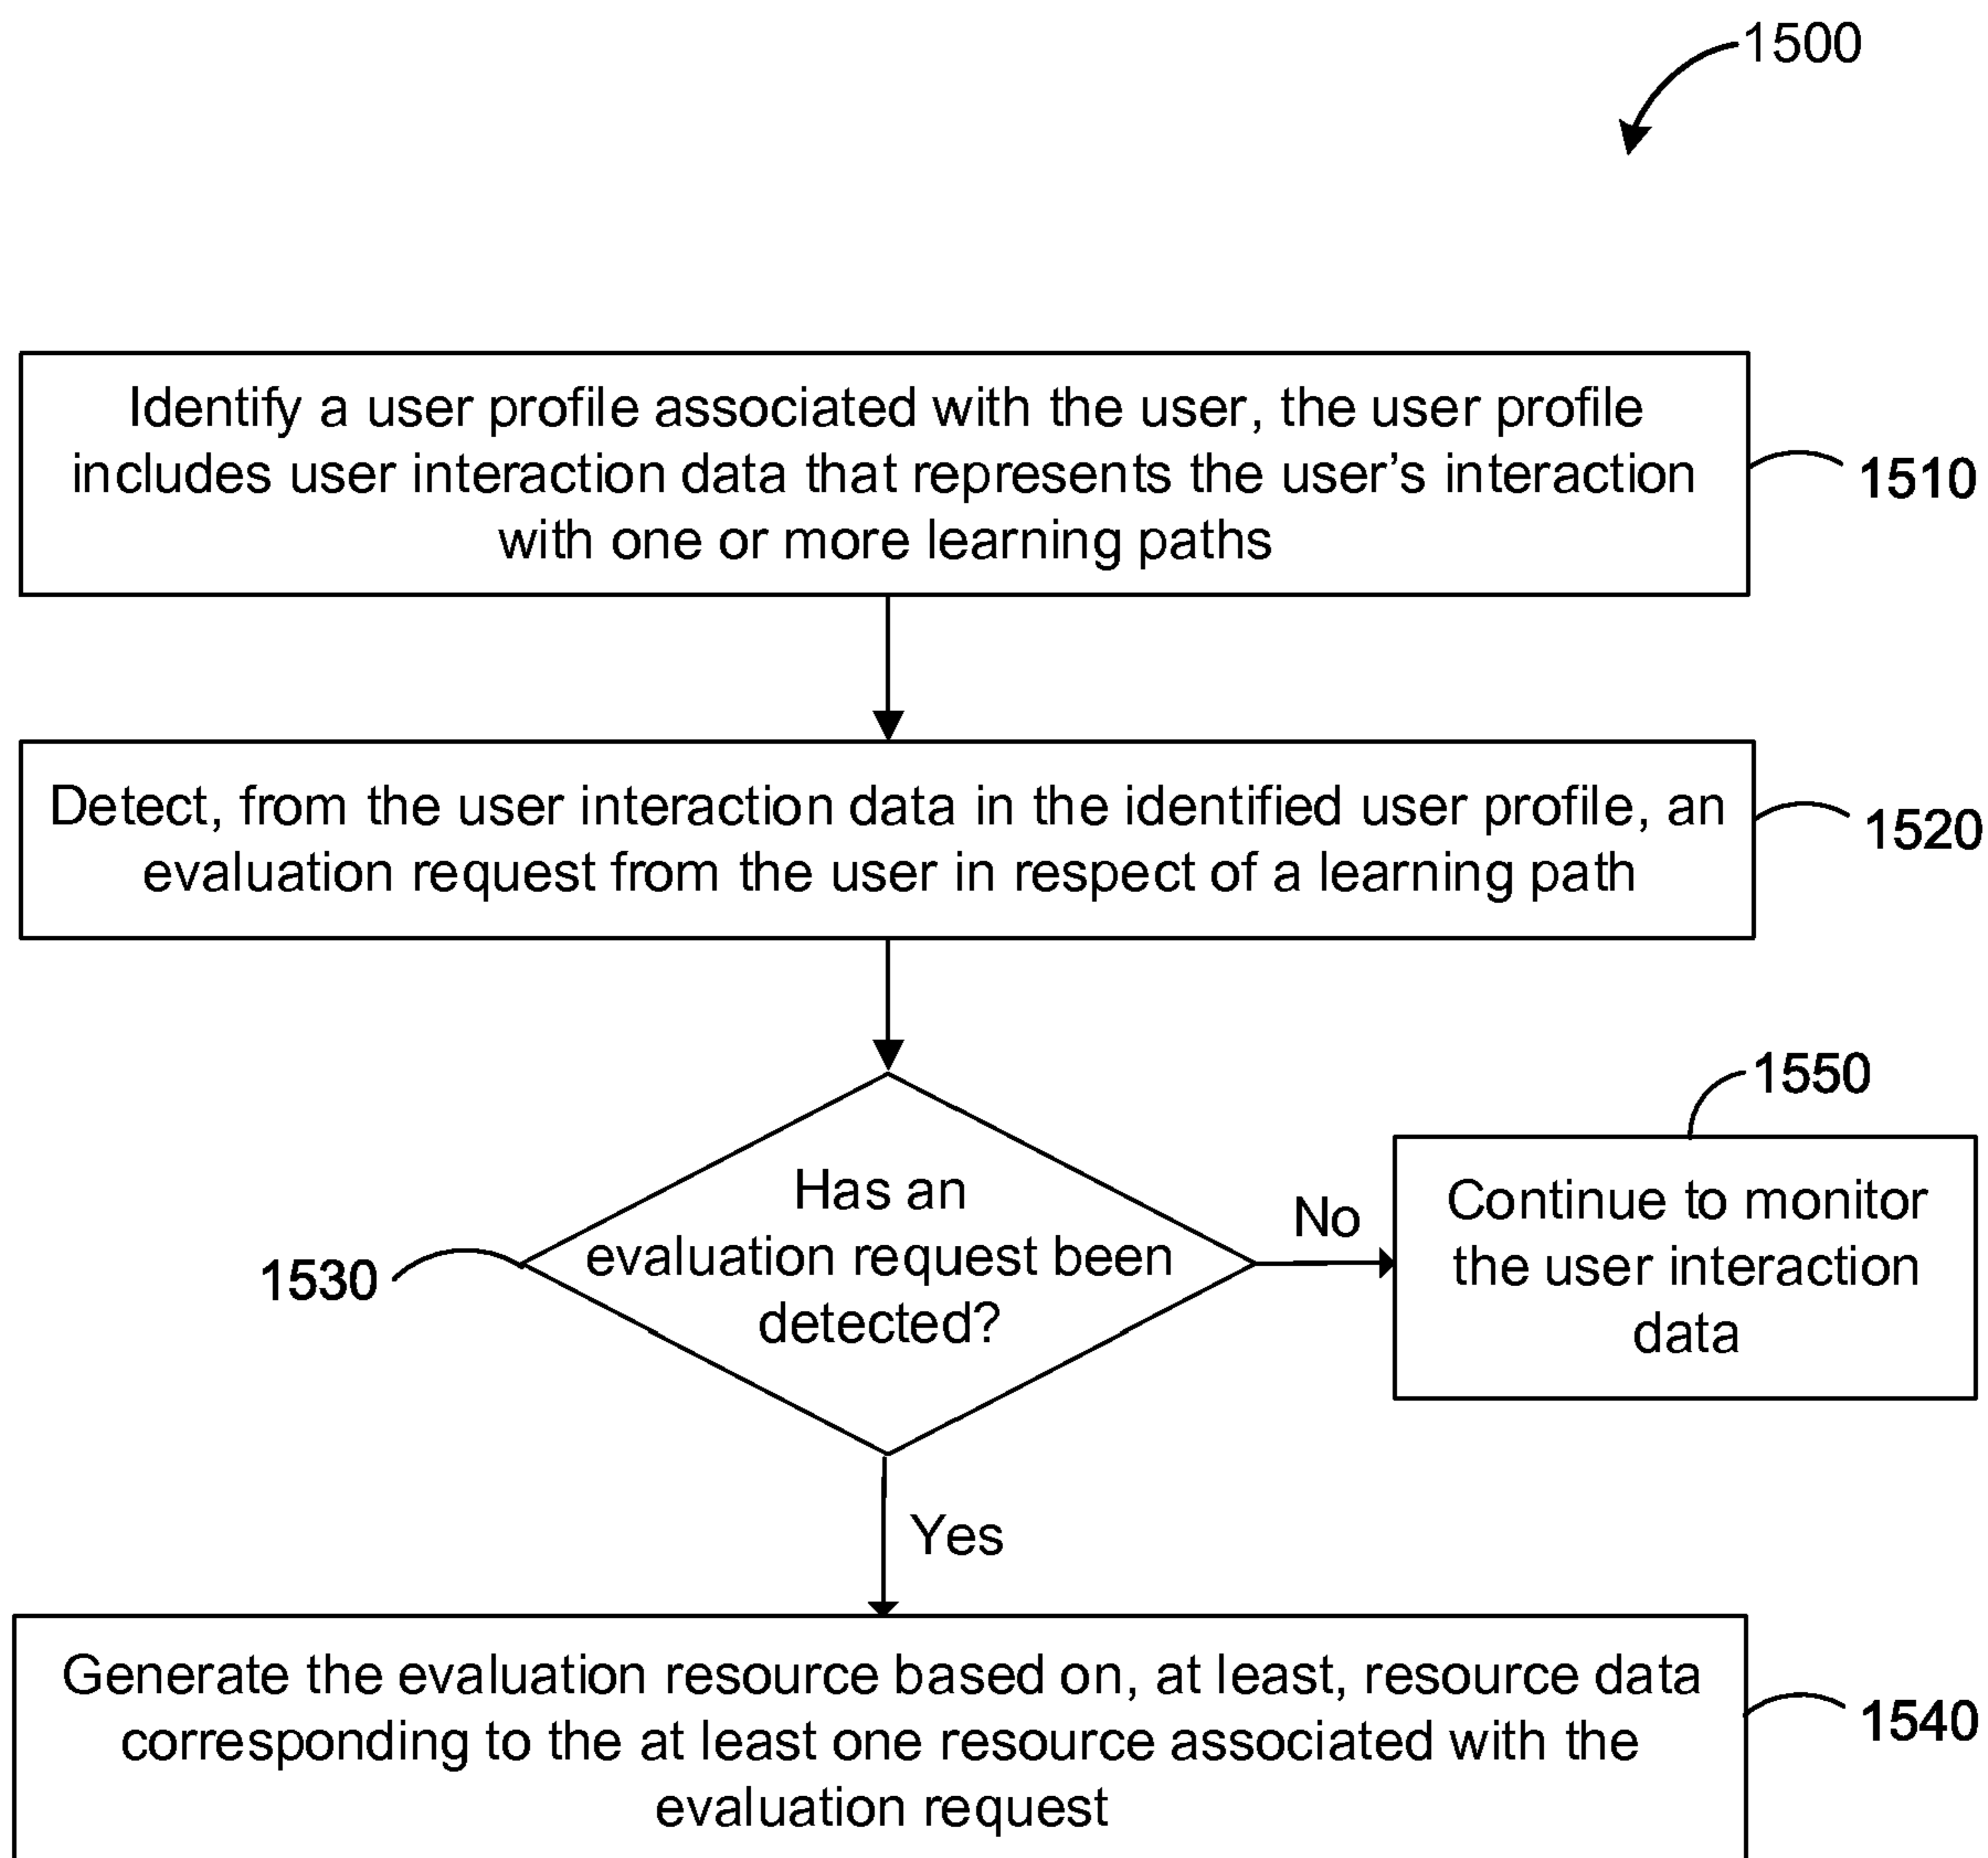 1500
Identify a user profile associated with the user, the user profile
includes user interaction data that represents the user's interaction
with one or more learning paths
1510
Detect, from the user interaction data in the identified user profile, an
evaluation request from the user in respect of a learning path
1520
Has an
evaluation request been
detected?
1530
No
1550
Continue to monitor
the user interaction
data
Yes
Generate the evaluation resource based on, at least, resource data
corresponding to the at least one resource associated with the
evaluation request
1540